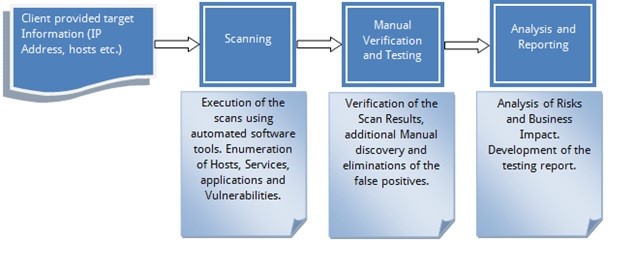 Client provided target
Information (IP
Address, hosts etc.)
Scanning
Manual
Verification
and Testing
Analysis and
Reporting
Execution of the
scans using
automated software
tools. Enumeration
of Hosts, Services,
applications and
Vulnerabilities.
Verification of the
Scan Results,
additional Manual
discovery and
eliminations of the
false positives.
Analysis of Risks
and Business
Impact.
Development of the
testing report.